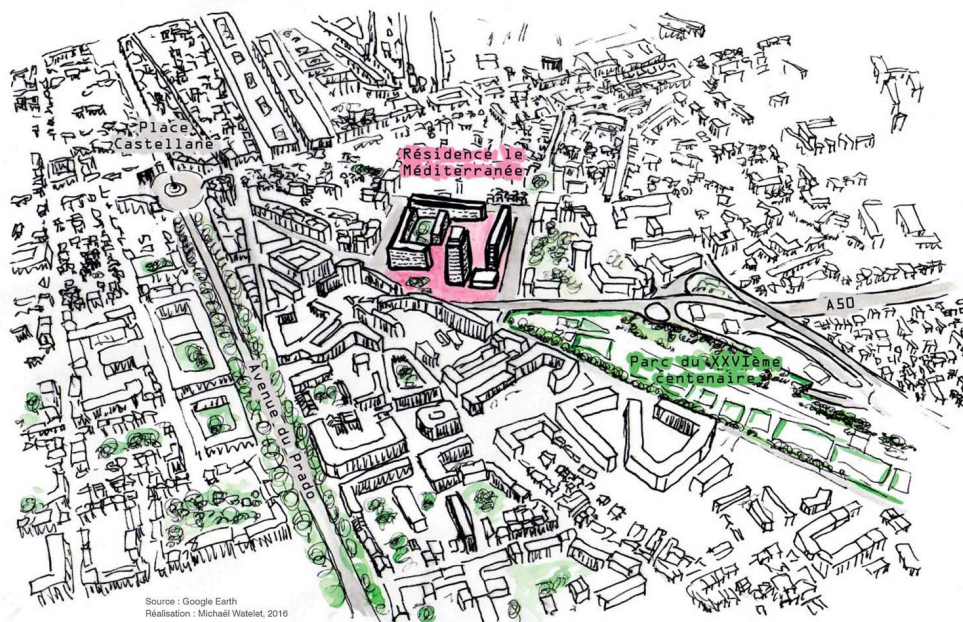 Place
Castellane
Résidence le
Méditerranée
A50
Parc du XXVIème
centenaire
Avenue du Prado
Source : Google Earth
Réalisation : Michaël Watelet, 2016